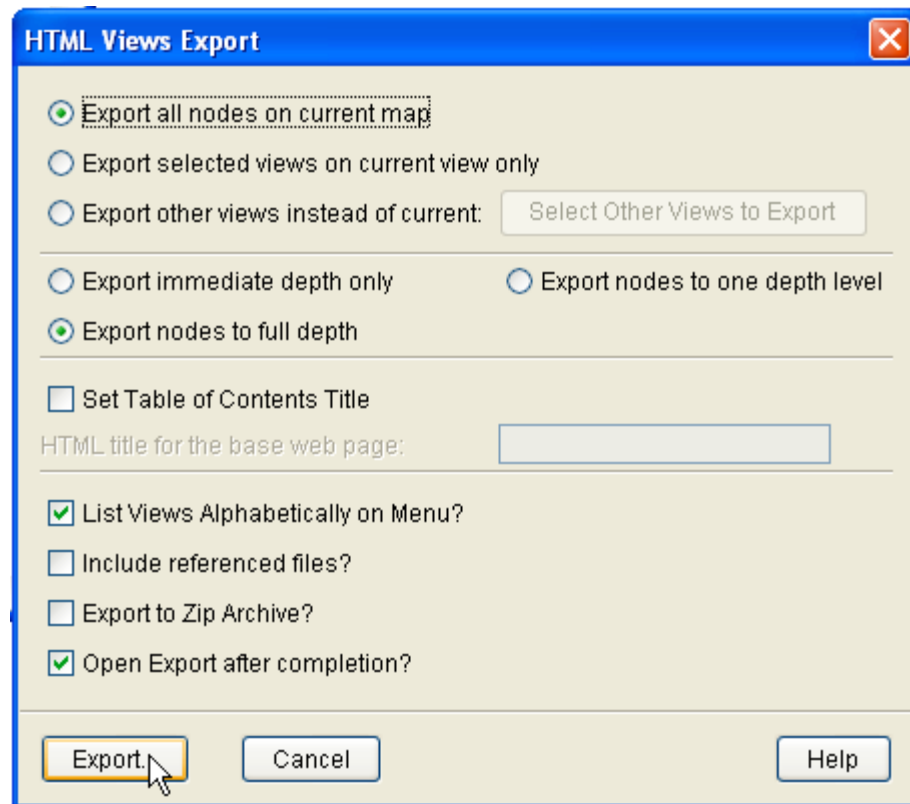 HTML Views Export
Export all nodes on current map
Export selected views on current view only
Export other views instead of current: Select Other Views to Export
Export immediate depth only Export nodes to one depth level
Export nodes to full depth
Set Table of Contents Title
HTML title for the base web page:
List Views Alphabetically on Menu?
Include referenced files?
Export to Zip Archive?
Open Export after completion?
Export.. Cancel Help